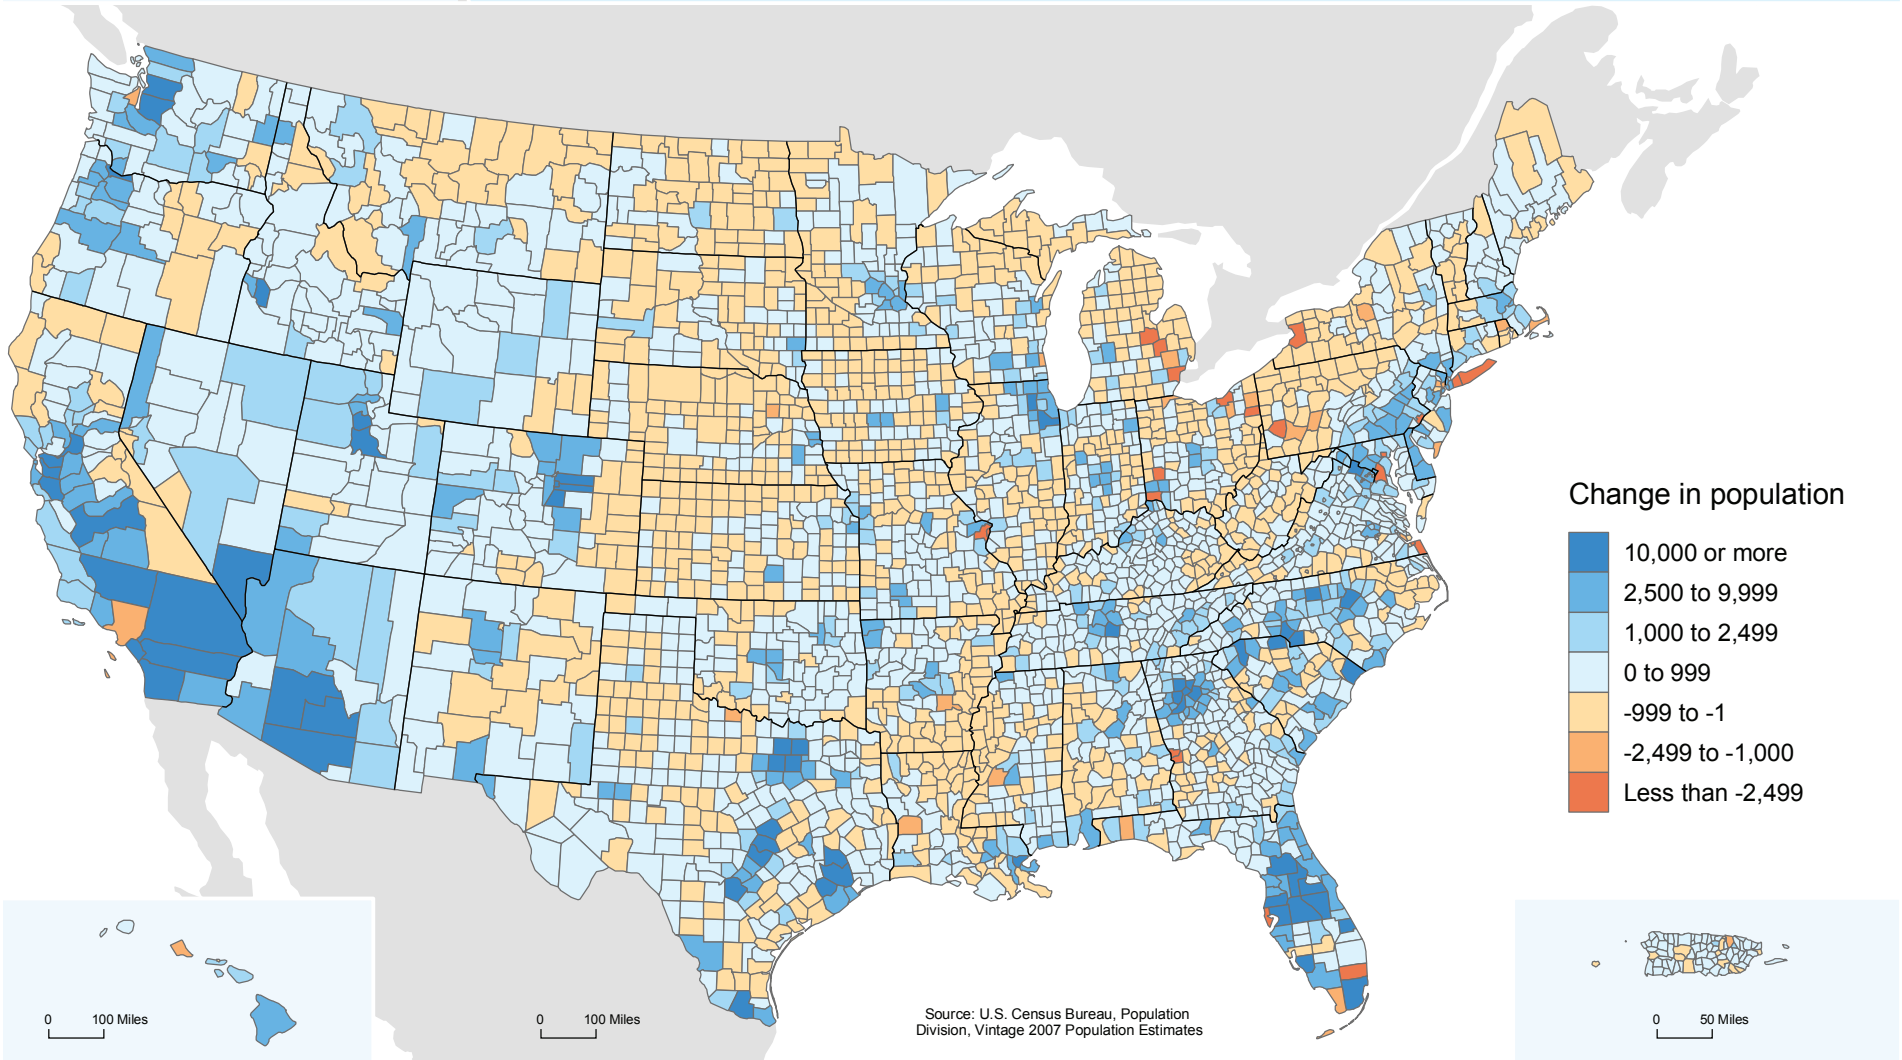 Change in population
10,000 or more
2,500 to 9,999
1,000 to 2,499
0 to 999
-999 to -1
-2,499 to -1,000
Less than -2,499
0 100 Miles
0 100 Miles
Source: U.S. Census Bureau, Population
Division, Vintage 2007 Population Estimates
0 50 Miles